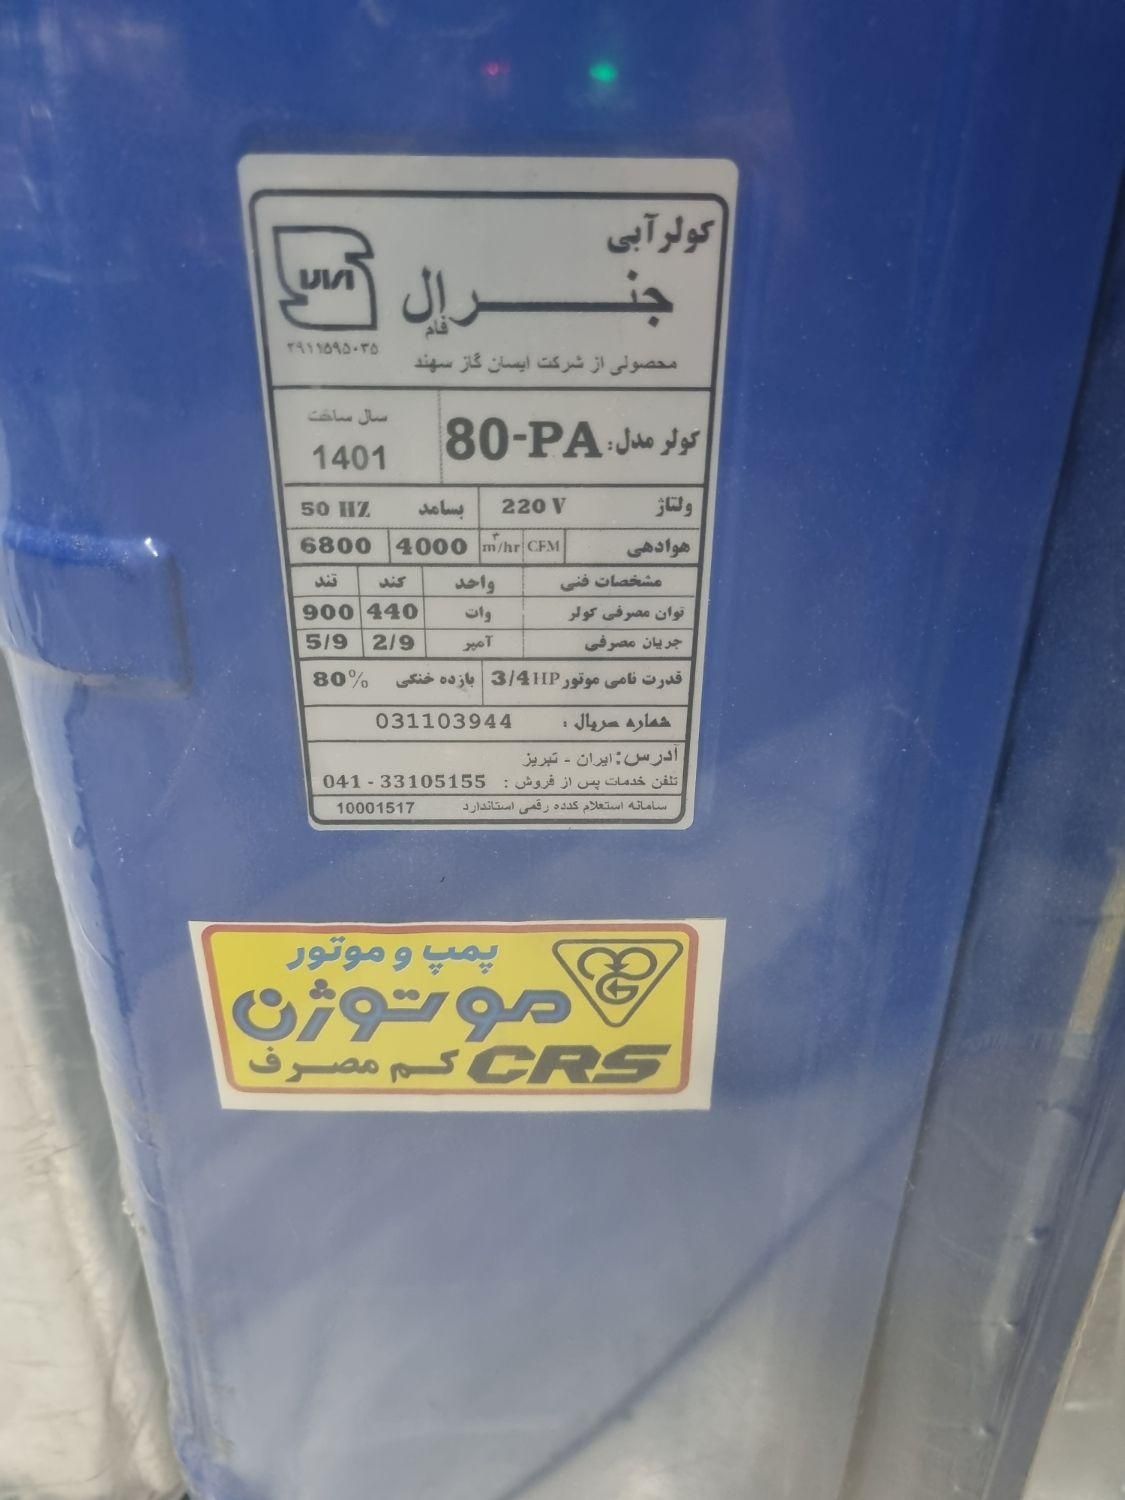 کولر آبی
جنرال
فام
۲۹۱۱۵۹۵۰۳۵
محصولی از شرکت ایسان گاز سهند
کولر مدل: 80-PA
سال ساخت
1401
ولتاژ 220 V بسامد 50 HZ
هوادهی CFM m³/hr 4000 6800
مشخصات فنی واحد کند تند
توان مصرفی کولر وات 440 900
جریان مصرفی آمپر 2/9 5/9
قدرت نامی موتور 3/4HP بازده خنکی 80%
شماره سریال : 031103944
آدرس: ایران - تبریز
تلفن خدمات پس از فروش : 041 - 33105155
سامانه استعلام کدده رقمی استاندارد 10001517
پمپ و موتور
موتوژن
CRS کم مصرف